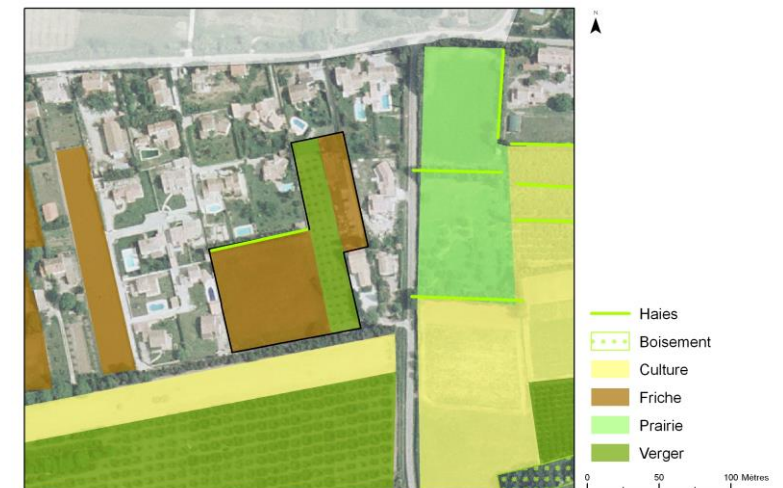 N
Haies
Boisement
Culture
Friche
Prairie
Verger
0 50 100 Mètres